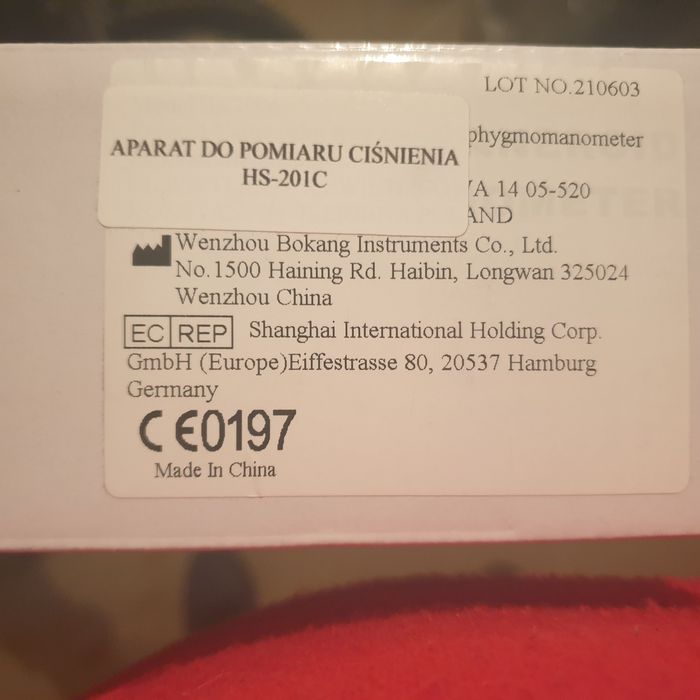 LOT NO.210603
phygmomanometer
APARAT DO POMIARU CIŚNIENIA
HS-201C
/A 14 05-520
AND
Wenzhou Bokang Instruments Co., Ltd.
No.1500 Haining Rd. Haibin, Longwan 325024
Wenzhou China
EC REP Shanghai International Holding Corp.
GmbH (Europe)Eiffestrasse 80, 20537 Hamburg
Germany
CE0197
Made In China